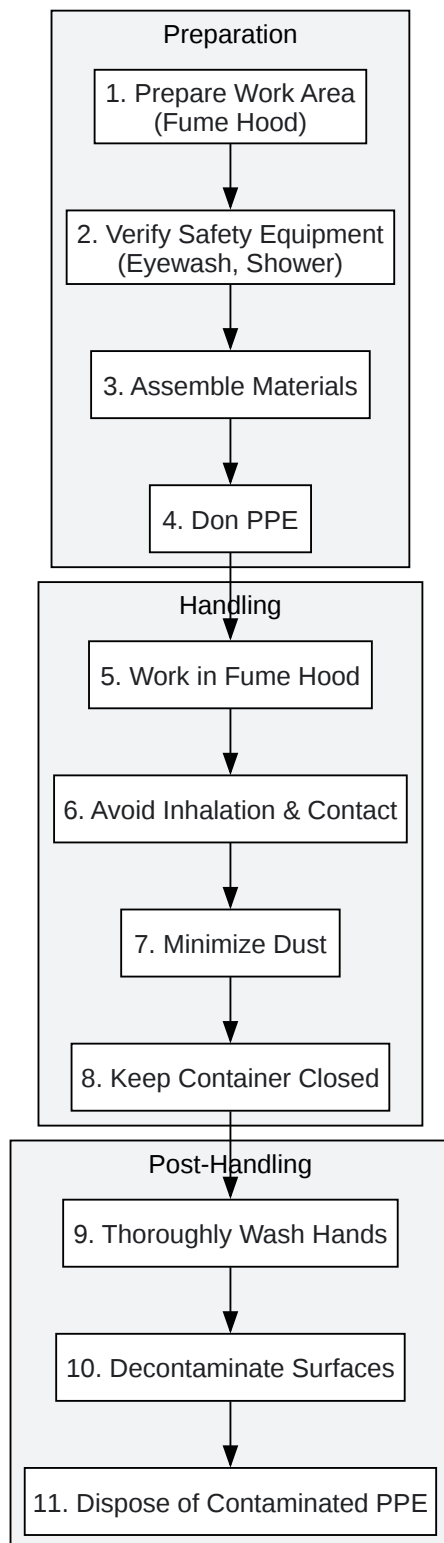 Preparation
1. Prepare Work Area
(Fume Hood)
2. Verify Safety Equipment
(Eyewash, Shower)
3. Assemble Materials
4. Don PPE
Handling
5. Work in Fume Hood
6. Avoid Inhalation & Contact
7. Minimize Dust
8. Keep Container Closed
Post-Handling
9. Thoroughly Wash Hands
10. Decontaminate Surfaces
11. Dispose of Contaminated PPE